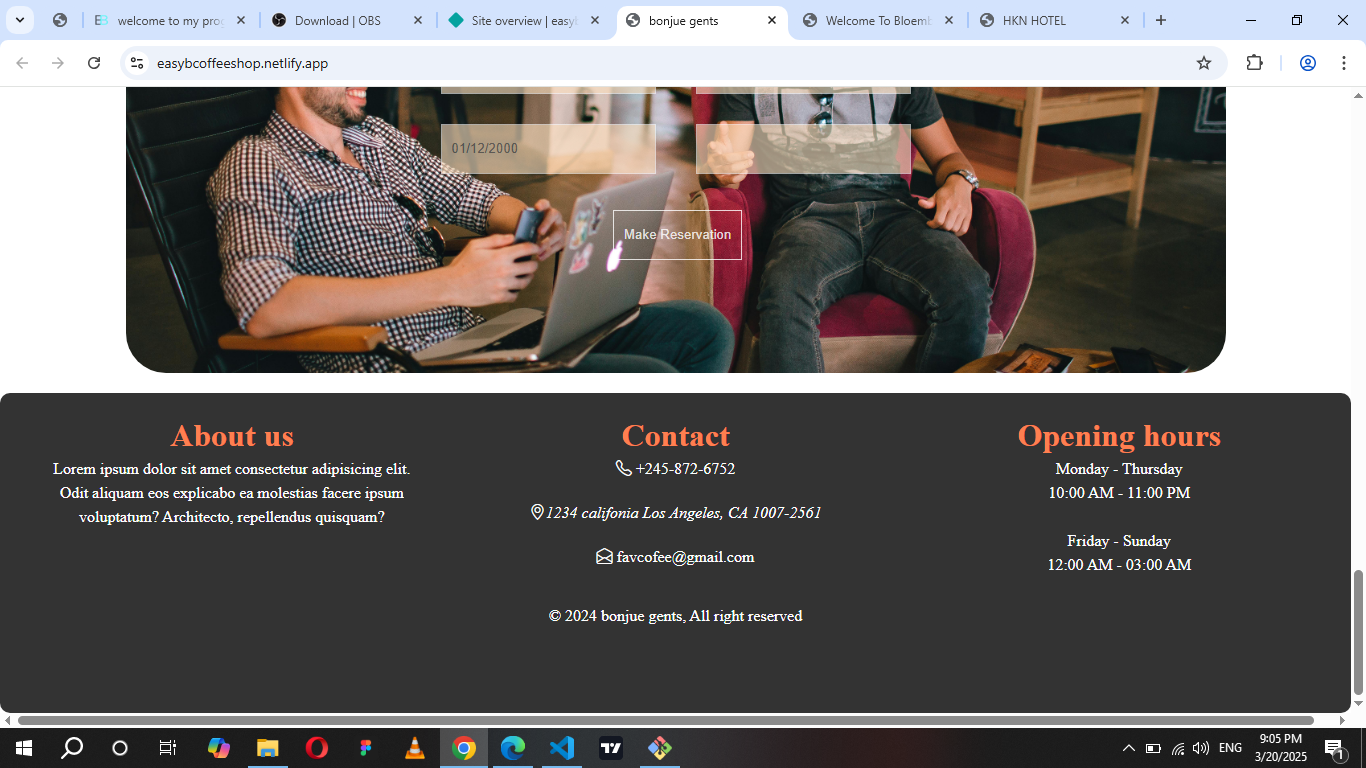 welcome to my pro
Download | OBS
Site overview | easyb
bonjue gents
Welcome To Bloemb
HKN HOTEL
easybcoffeeshop.netlify.app
01/12/2000
Make Reservation
About us
Lorem ipsum dolor sit amet consectetur adipisicing elit.
Odit aliquam eos explicabo ea molestias facere ipsum
voluptatum? Architecto, repellendus quisquam?
Contact
+245-872-6752
1234 califonia Los Angeles, CA 1007-2561
favcofee@gmail.com
Opening hours
Monday - Thursday
10:00 AM - 11:00 PM
Friday - Sunday
12:00 AM - 03:00 AM
© 2024 bonjue gents, All right reserved
ENG
9:05 PM
3/20/2025
1